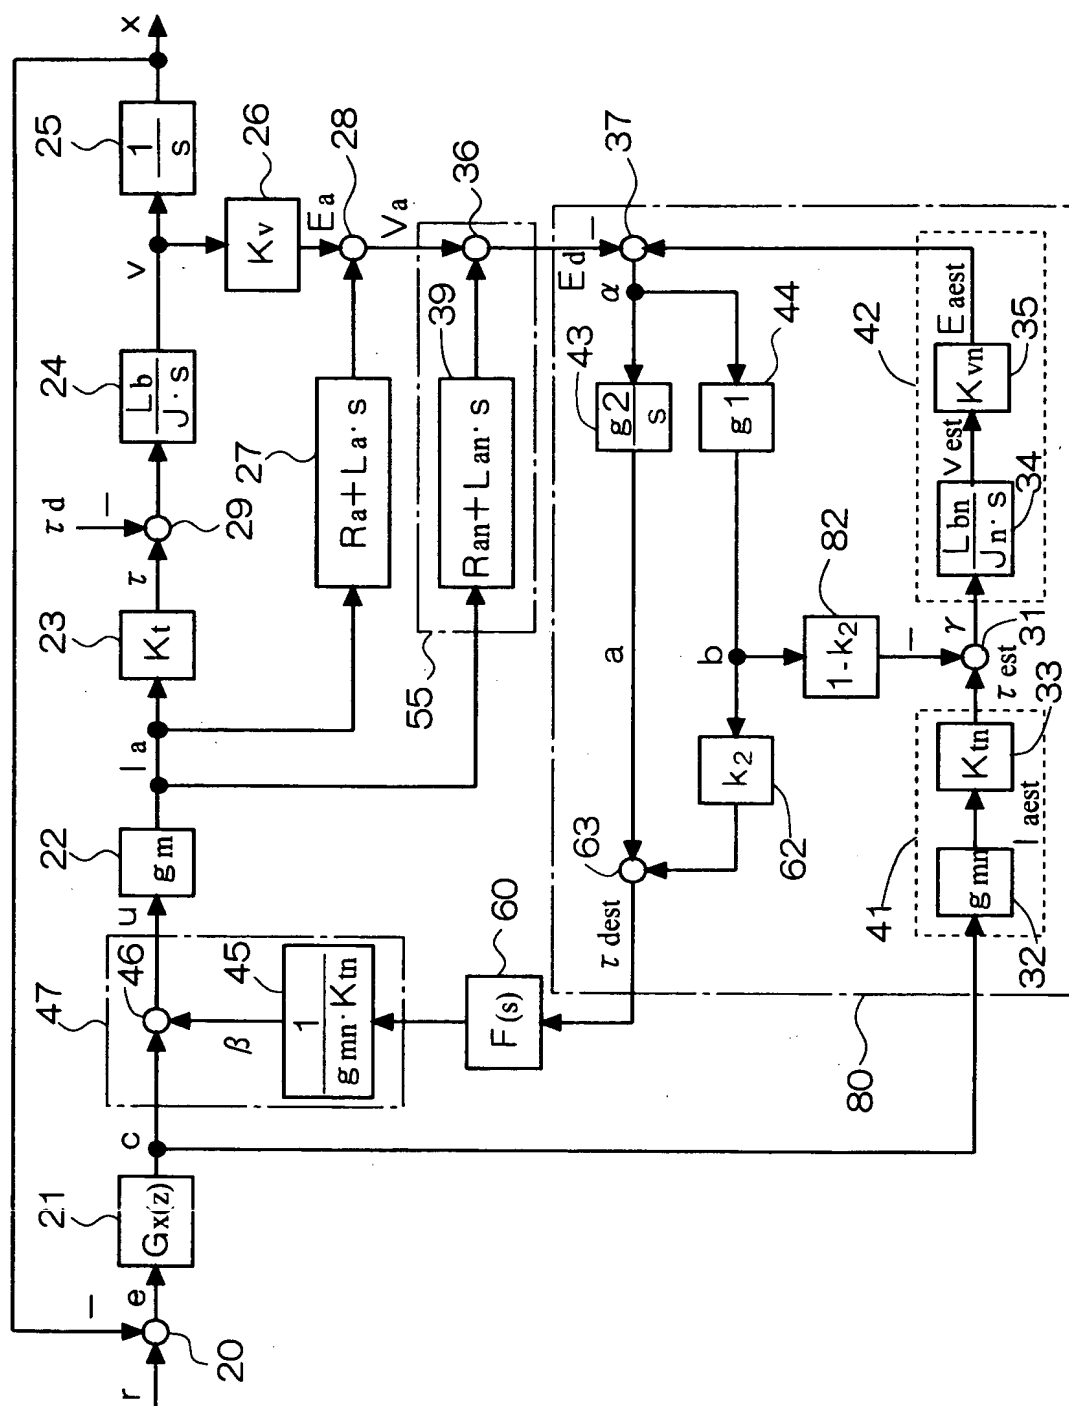 r
−
20
e
21
Gx(z)
c
47
46
β
45
1
gmn·Ktn
u
22
gm
Ia
23
Kt
τ
τd
−
29
24
Lb
J·s
v
25
1
s
x
26
Kv
Ea
27
Ra+La·s
28
Va
55
39
Ran+Lan·s
36
Ed
−
37
α
60
F(s)
τdest
63
a
43
g2
s
44
g1
b
k2
62
82
1-k2
−
80
41
gmn
32
Iaest
Ktn
33
τest
31
γ
42
Lbn
Jn·s
34
vest
Kvn
35
Eaest